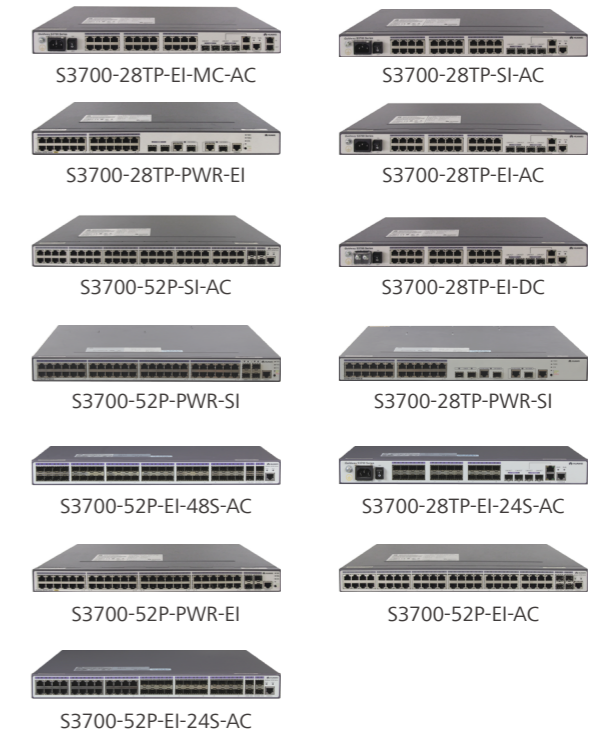 S3700-28TP-EI-MC-AC
S3700-28TP-SI-AC
S3700-28TP-PWR-EI
S3700-28TP-EI-AC
S3700-52P-SI-AC
S3700-28TP-EI-DC
S3700-52P-PWR-SI
S3700-28TP-PWR-SI
S3700-52P-EI-48S-AC
S3700-28TP-EI-24S-AC
S3700-52P-PWR-EI
S3700-52P-EI-AC
S3700-52P-EI-24S-AC